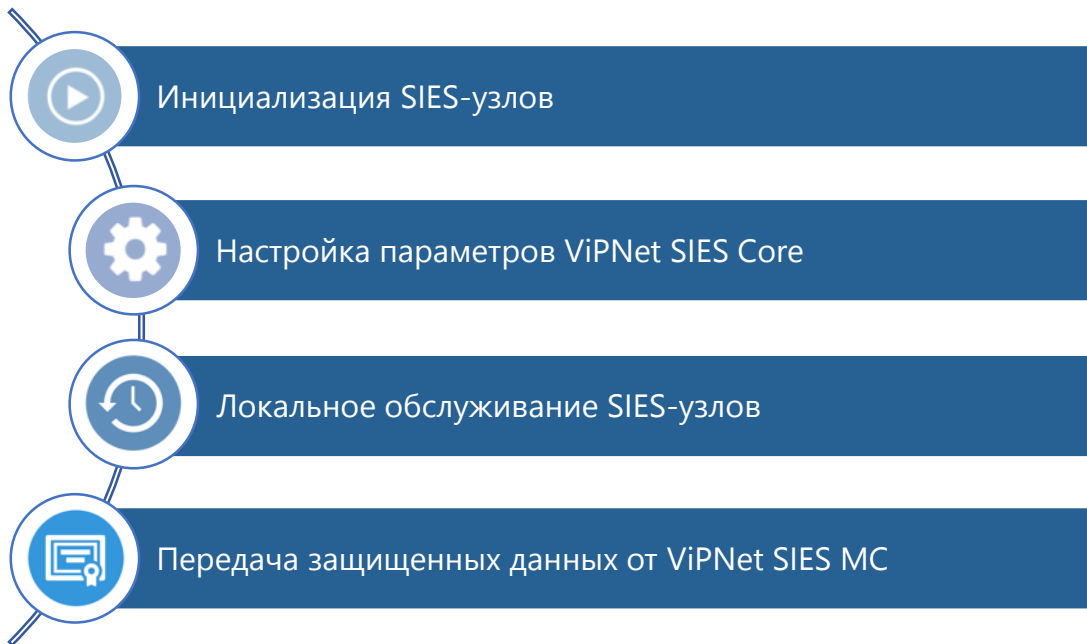 Инициализация SIES-узлов
Настройка параметров ViPNet SIES Core
Локальное обслуживание SIES-узлов
Передача защищенных данных от ViPNet SIES MC